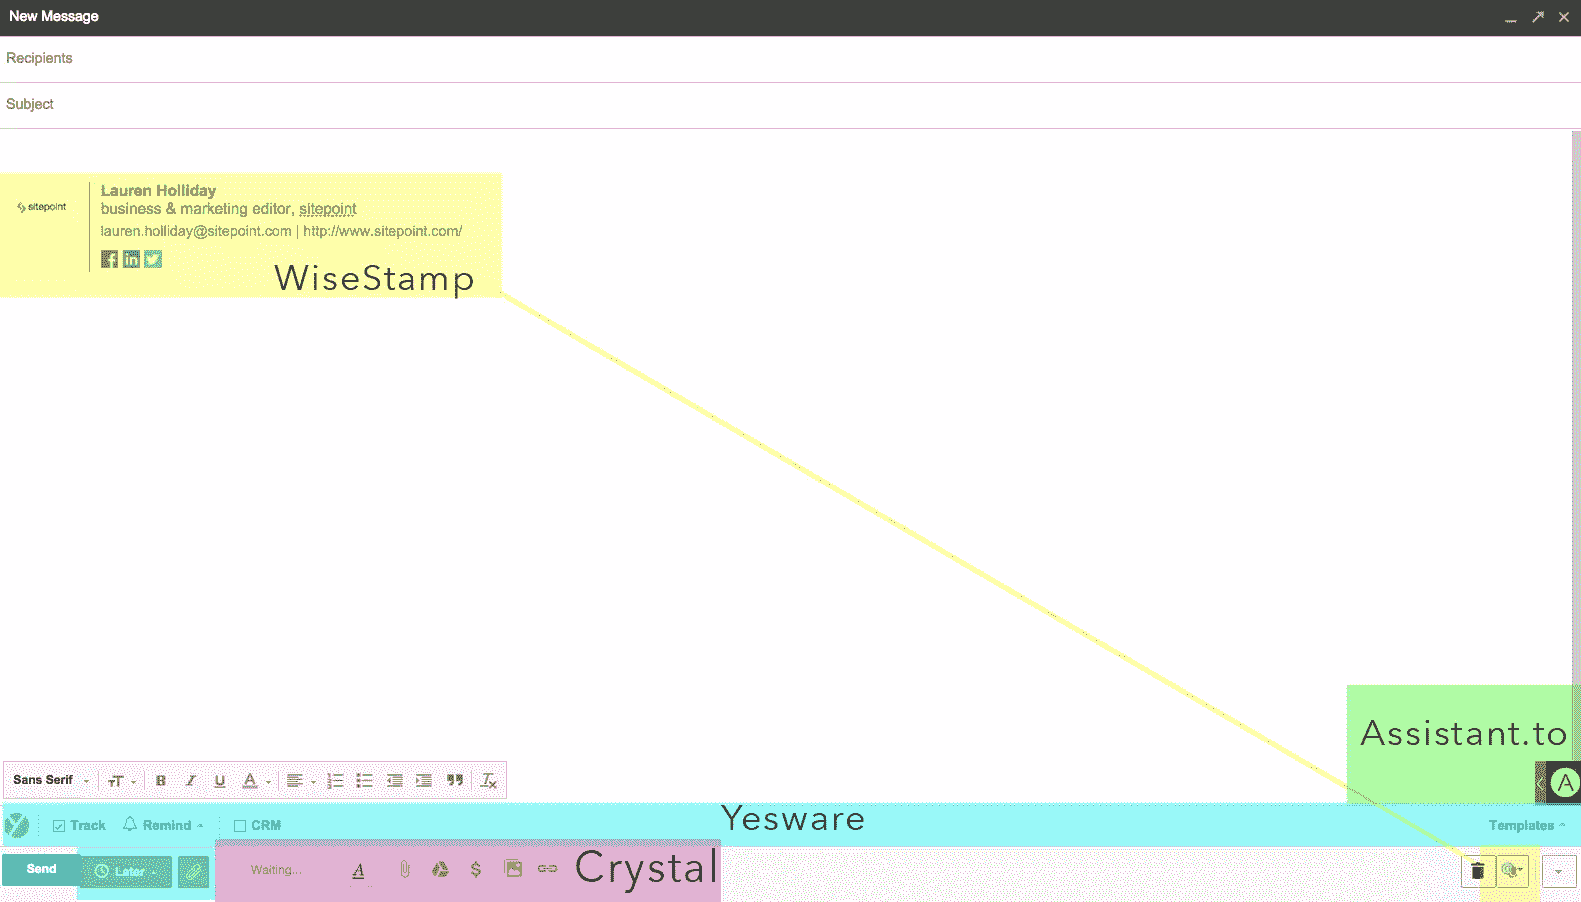 New Message
Recipients
Subject
sitepoint
Lauren Holliday
business & marketing editor, sitepoint
lauren.holliday@sitepoint.com | http://www.sitepoint.com/
WiseStamp
Assistant.to
A
Sans Serif
Yesware
Track Remind CRM Templates
Send Later Waiting... Crystal